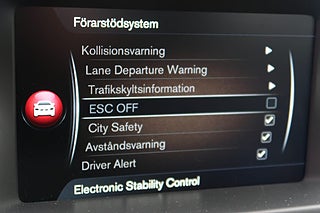 Förarstödsystem
Kollisionsvarning
Lane Departure Warning
Trafikskyltsinformation
ESC OFF
City Safety
Avståndsvarning
Driver Alert
Electronic Stability Control